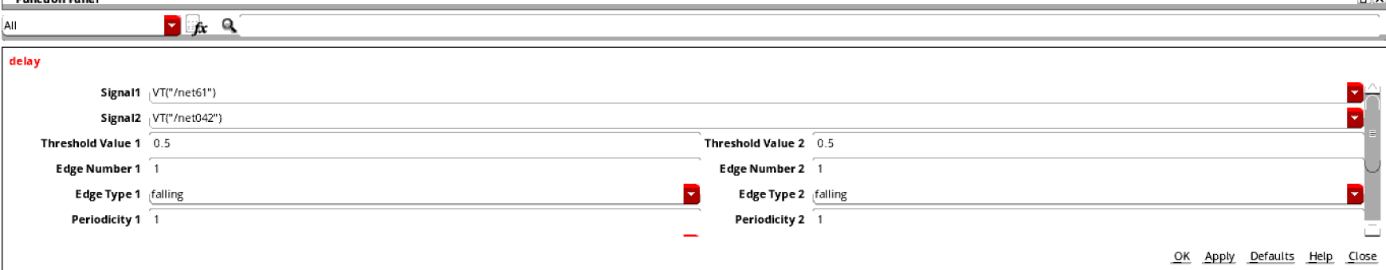 Function Panel
All fx
delay
Signal1 VT("/net61")
Signal2 VT("/net042")
Threshold Value 1 0.5 Threshold Value 2 0.5
Edge Number 1 1 Edge Number 2 1
Edge Type 1 falling Edge Type 2 falling
Periodicity 1 1 Periodicity 2 1
OK Apply Defaults Help Close